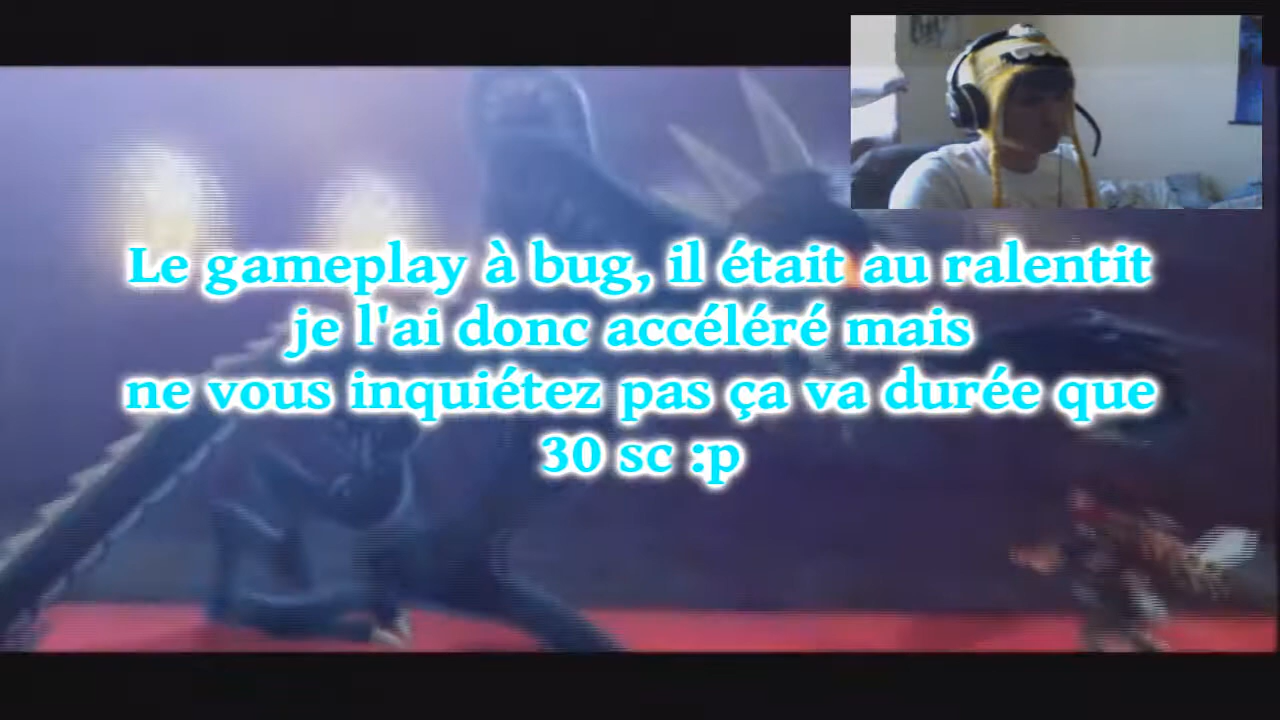 Le gameplay à bug, il était au ralentit
je l'ai donc accéléré mais
ne vous inquiétez pas ça va durée que
30 sc :p